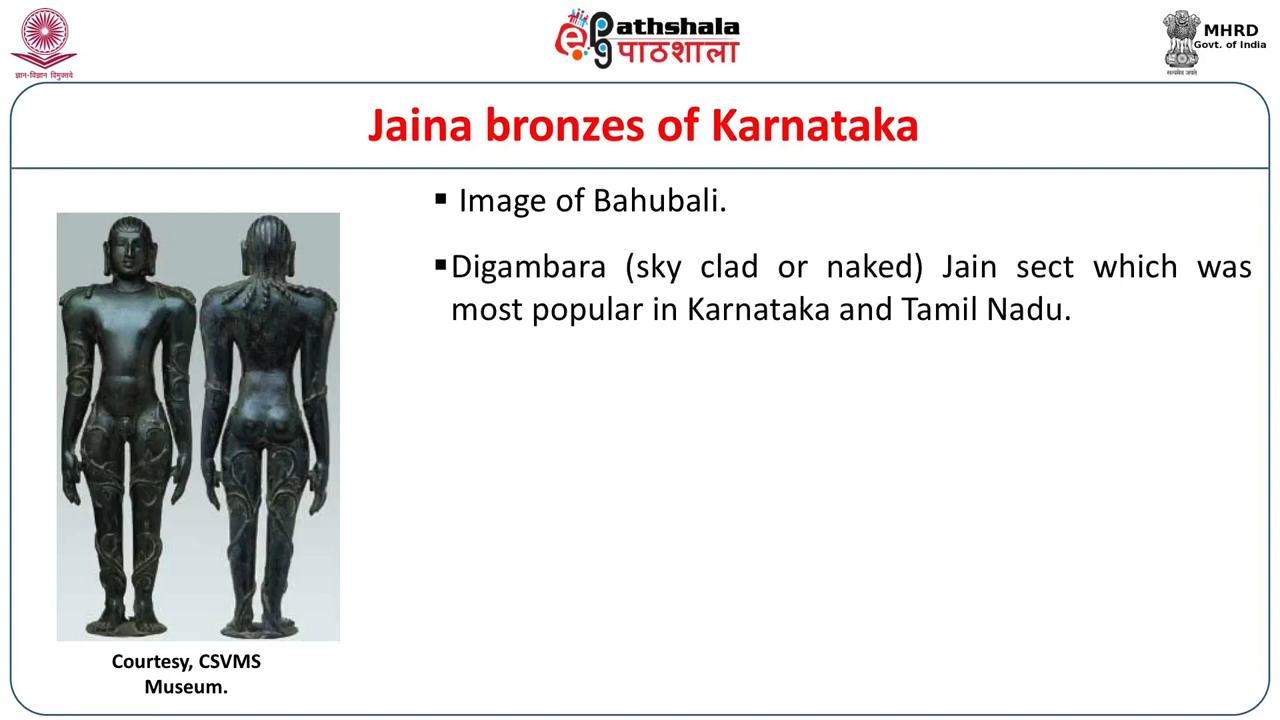 ePG Pathshala
पाठशाला
MHRD
Govt. of India
ज्ञान-विज्ञान विमुक्तये
सत्यमेव जयते
Jaina bronzes of Karnataka
▪ Image of Bahubali.
▪Digambara (sky clad or naked) Jain sect which was
most popular in Karnataka and Tamil Nadu.
Courtesy, CSVMS
Museum.